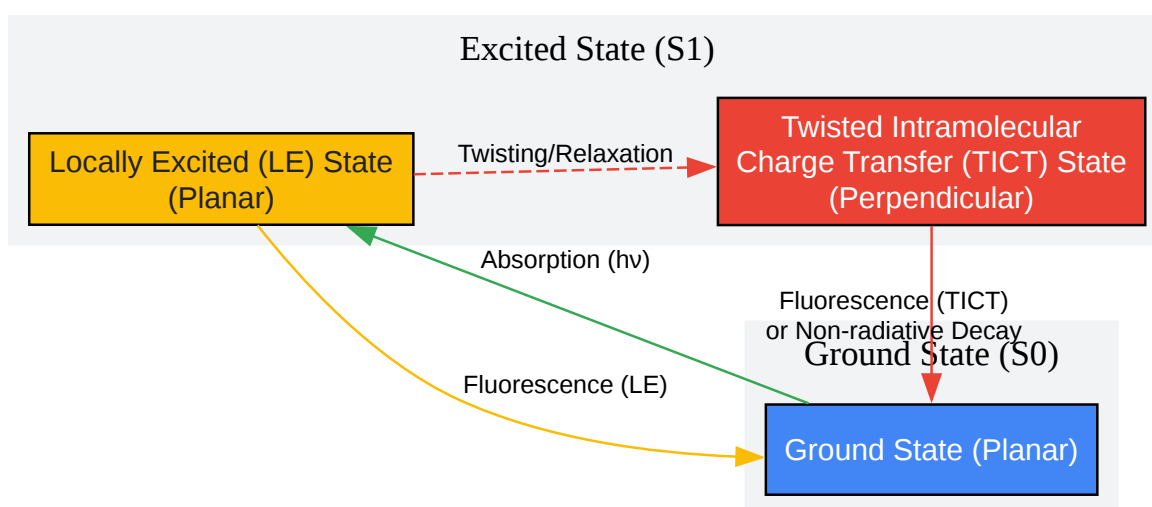 Excited State (S1)
Locally Excited (LE) State
(Planar)
Twisting/Relaxation
Twisted Intramolecular
Charge Transfer (TICT) State
(Perpendicular)
Absorption (hν)
Fluorescence (TICT)
or Non-radiative Decay
Ground State (S0)
Fluorescence (LE)
Ground State (Planar)